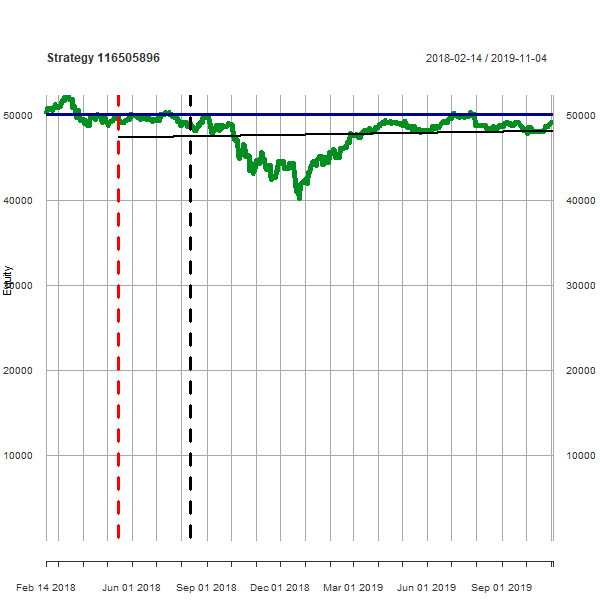 Strategy 116505896 2018-02-14 / 2019-11-04
50000 50000
40000 40000
Equity
30000 30000
20000 20000
10000 10000
Feb 14 2018 Jun 01 2018 Sep 01 2018 Dec 01 2018 Mar 01 2019 Jun 01 2019 Sep 01 2019